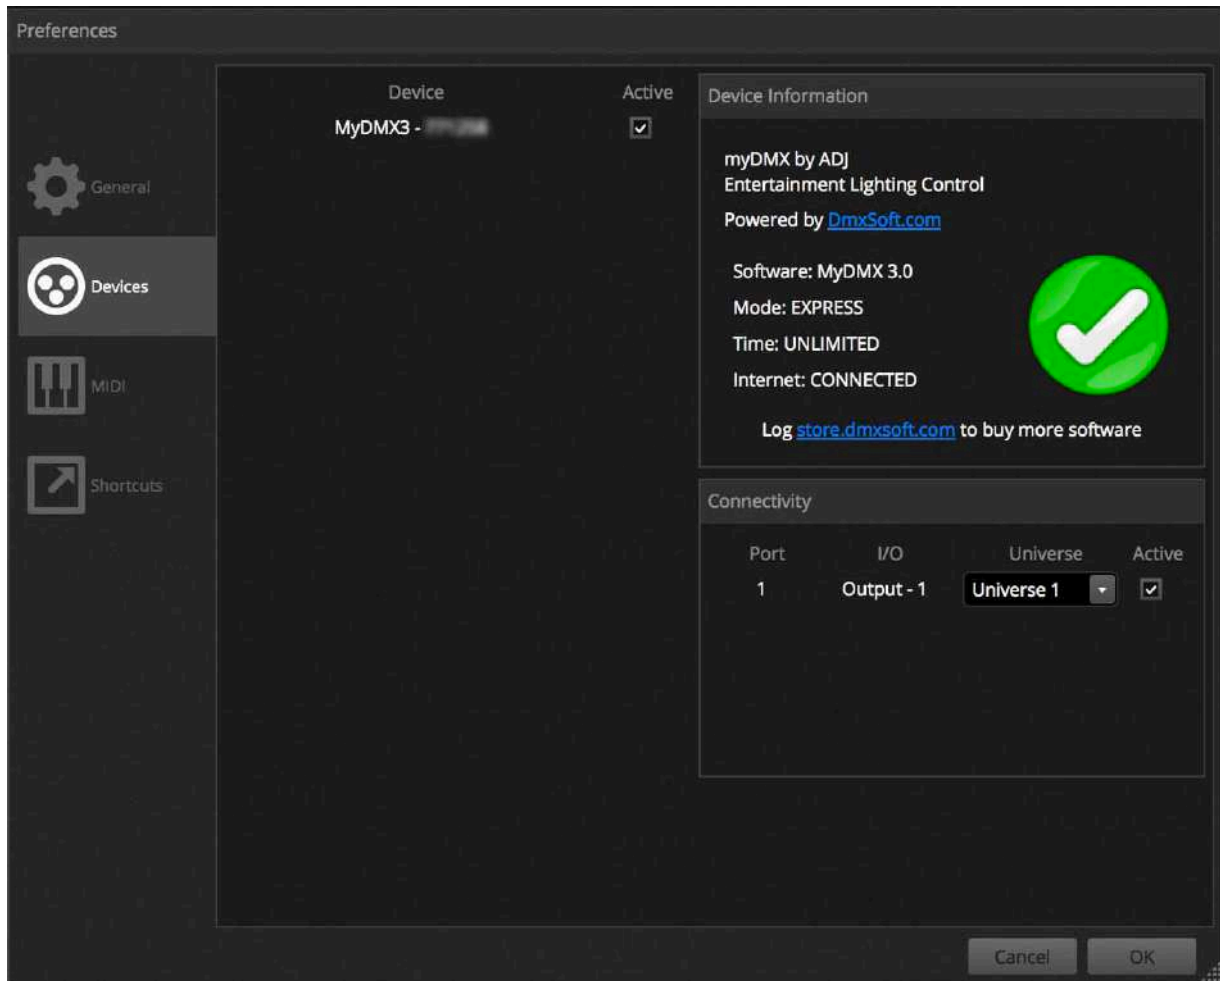 Preferences
General
Devices
MIDI
Shortcuts
Device Active
MyDMX3 -
Device Information
myDMX by ADJ
Entertainment Lighting Control
Powered by DmxSoft.com
Software: MyDMX 3.0
Mode: EXPRESS
Time: UNLIMITED
Internet: CONNECTED
Log store.dmxsoft.com to buy more software
Connectivity
Port I/O Universe Active
1 Output - 1 Universe 1
Cancel OK